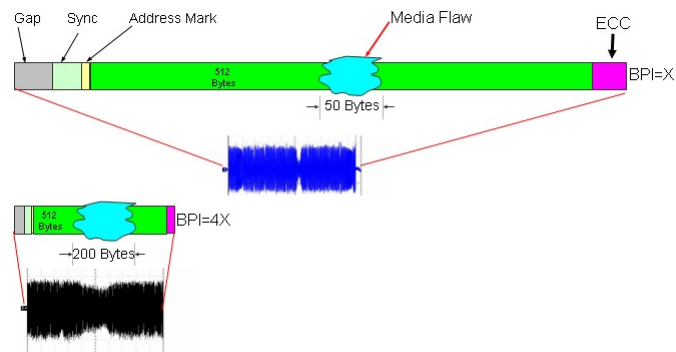 Gap Sync Address Mark Media Flaw
ECC
512
Bytes
BPI=X
50 Bytes
512
Bytes
BPI=4X
200 Bytes